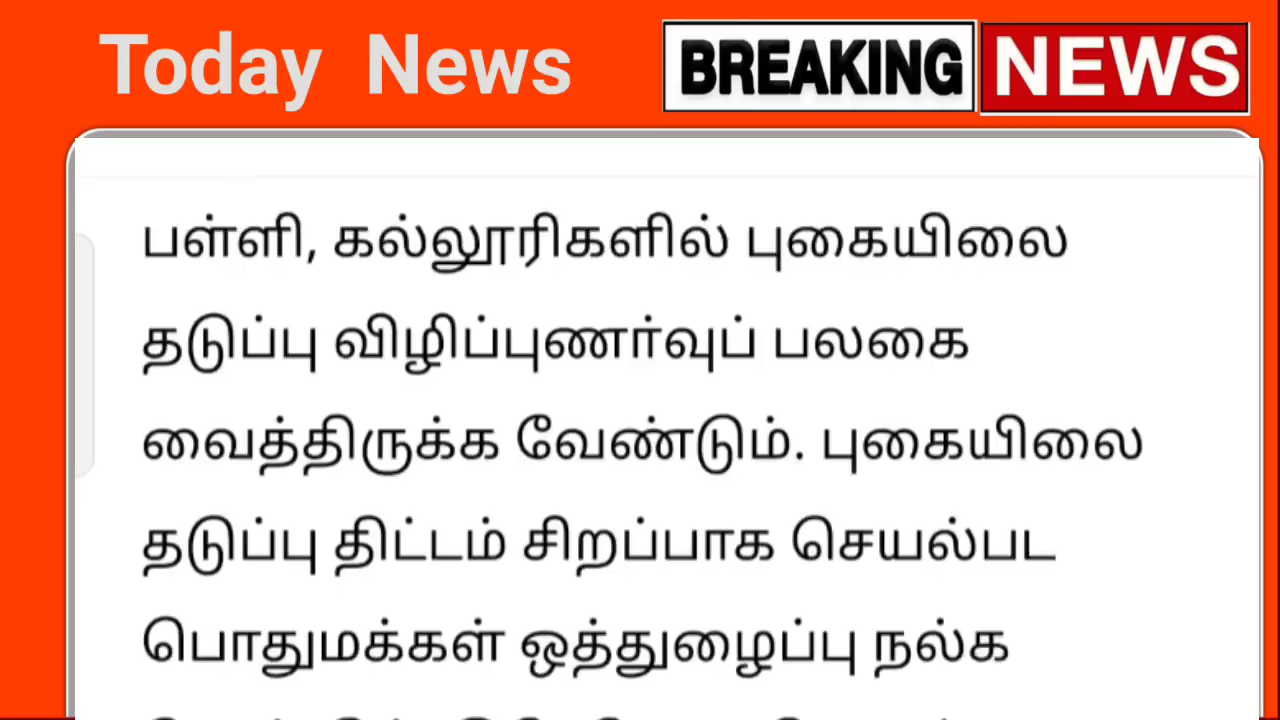 Today News
BREAKING NEWS
பள்ளி, கல்லூரிகளில் புகையிலை
தடுப்பு விழிப்புணர்வுப் பலகை
வைத்திருக்க வேண்டும். புகையிலை
தடுப்பு திட்டம் சிறப்பாக செயல்பட
பொதுமக்கள் ஒத்துழைப்பு நல்க